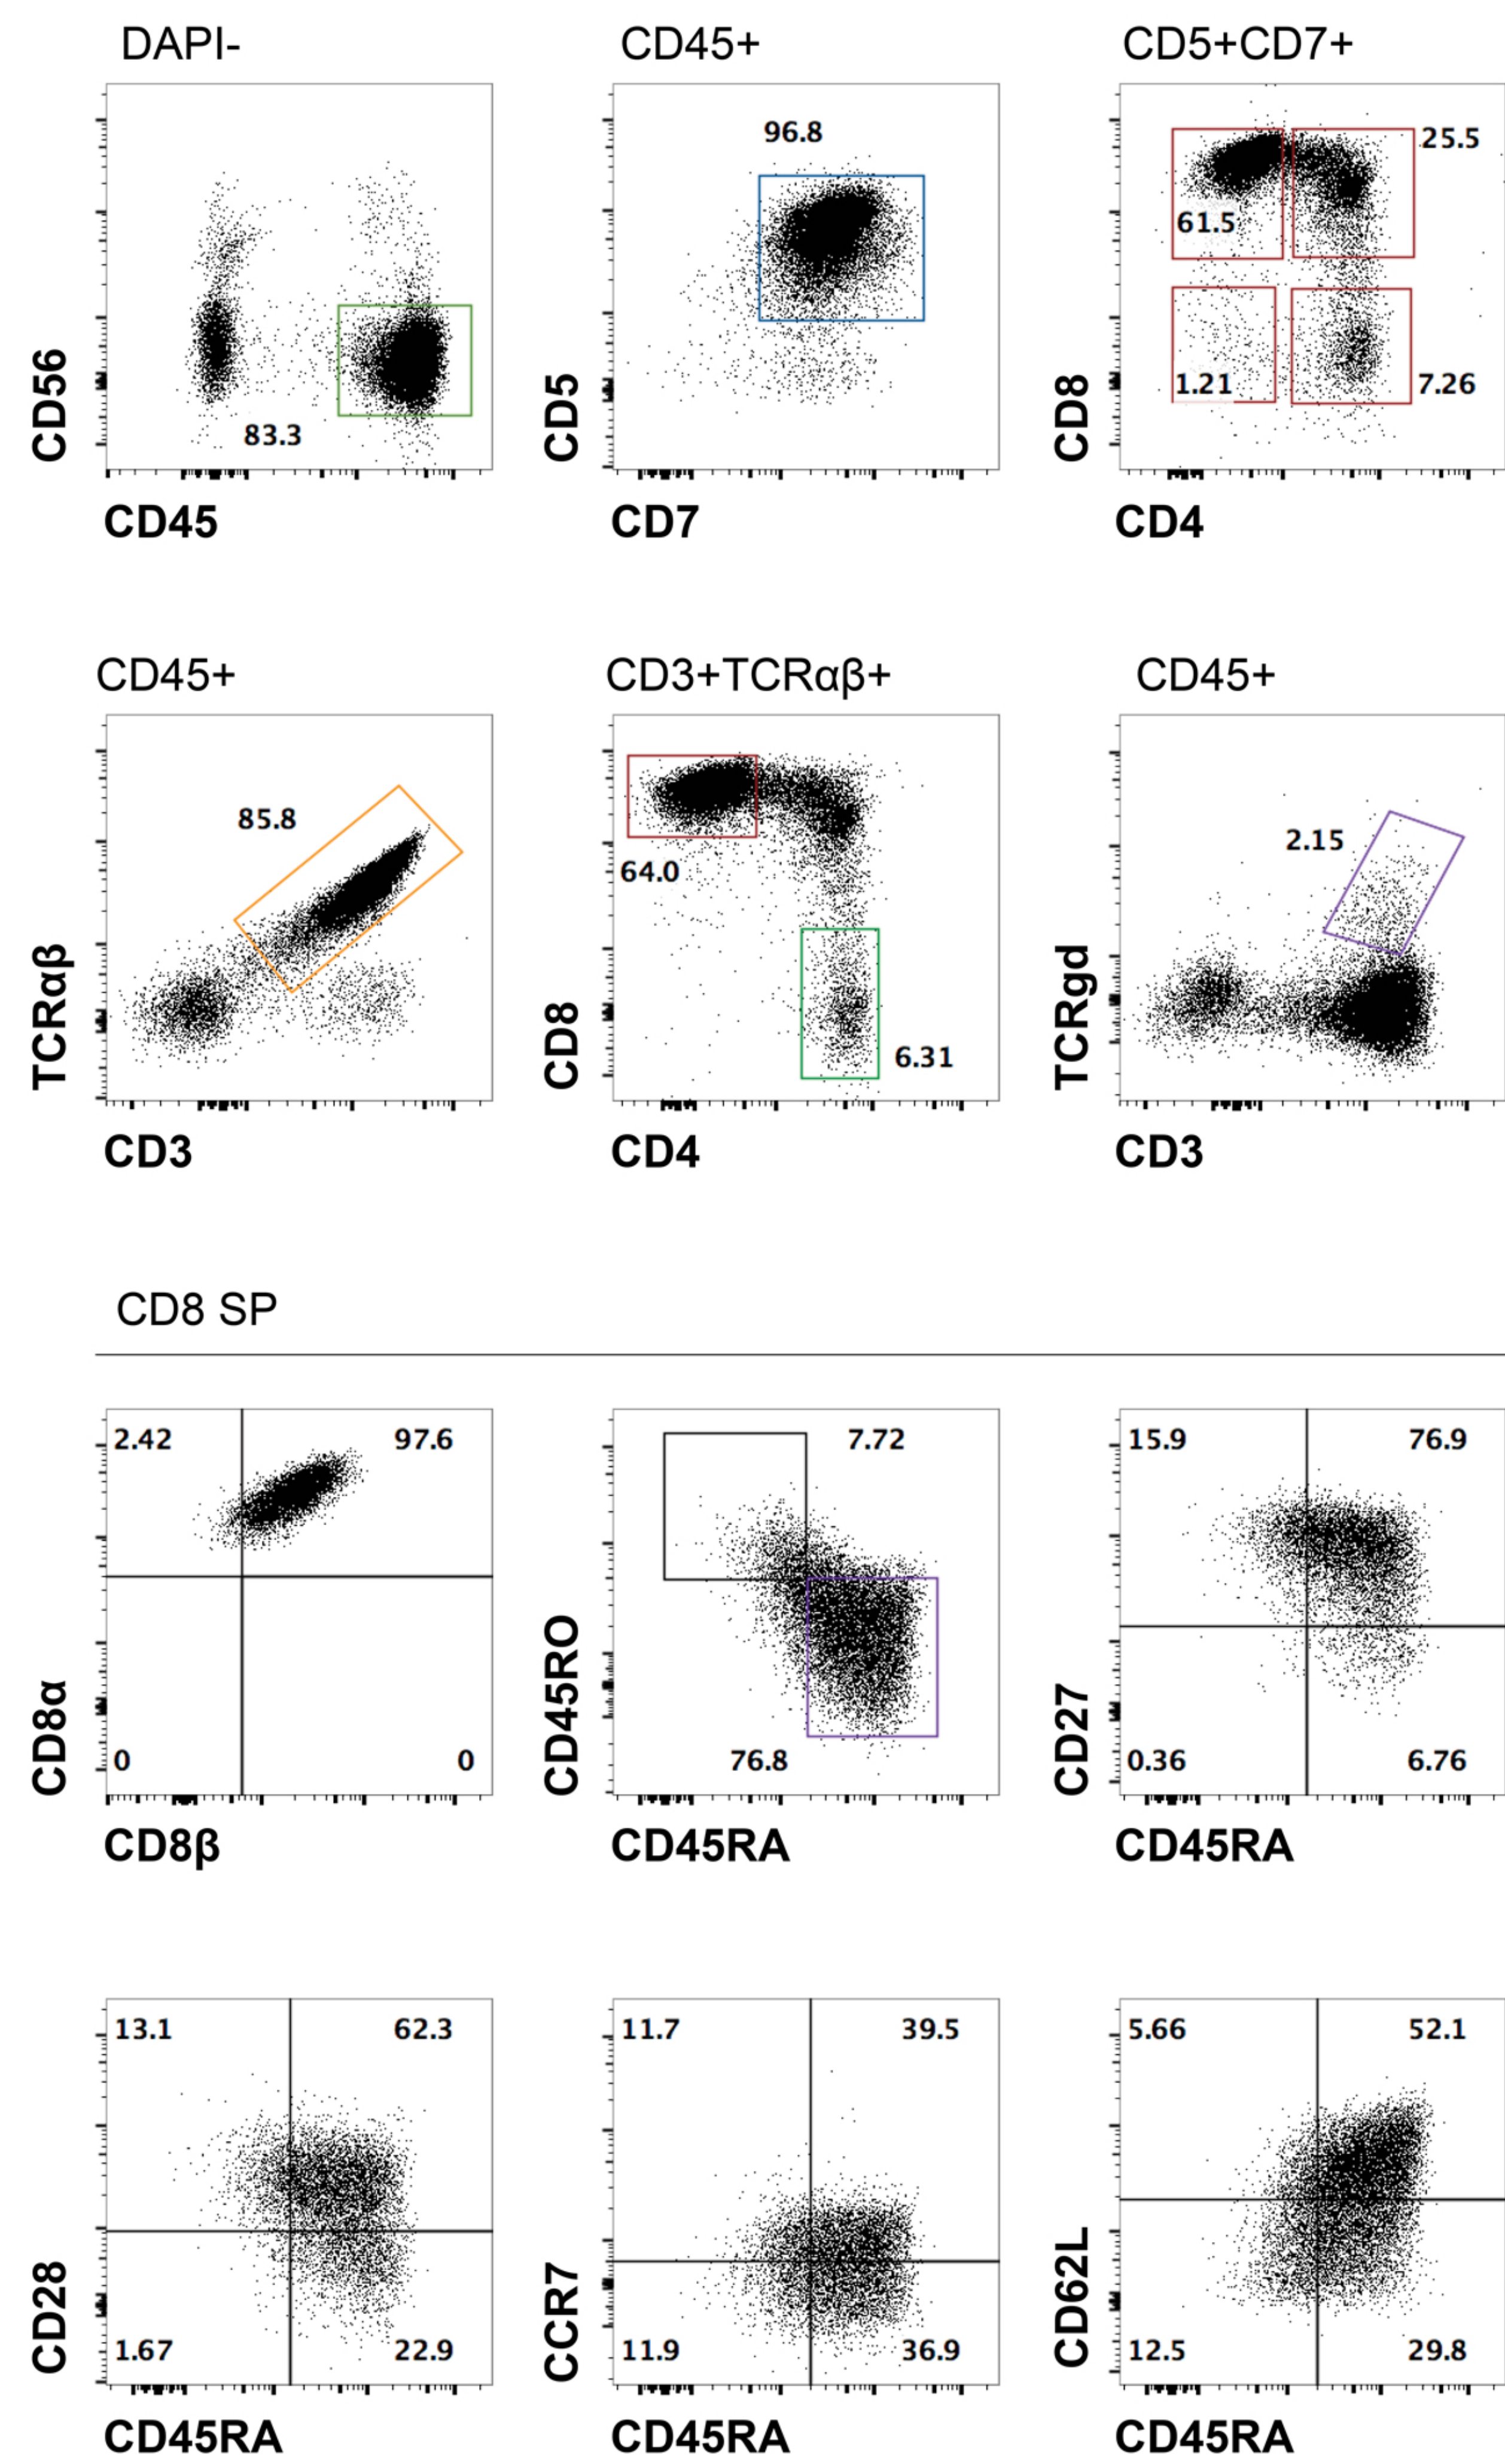 DAPI-
CD45+
CD5+CD7+
CD56
83.3
CD45
96.8
CD5
CD7
61.5
25.5
1.21
7.26
CD8
CD4
CD45+
CD3+TCRαβ+
CD45+
85.8
TCRαβ
CD3
64.0
6.31
CD8
CD4
2.15
TCRgd
CD3
CD8 SP
2.42
97.6
0
0
CD8α
CD8β
7.72
76.8
CD45RO
CD45RA
15.9
76.9
0.36
6.76
CD27
CD45RA
13.1
62.3
1.67
22.9
CD28
CD45RA
11.7
39.5
11.9
36.9
CCR7
CD45RA
5.66
52.1
12.5
29.8
CD62L
CD45RA